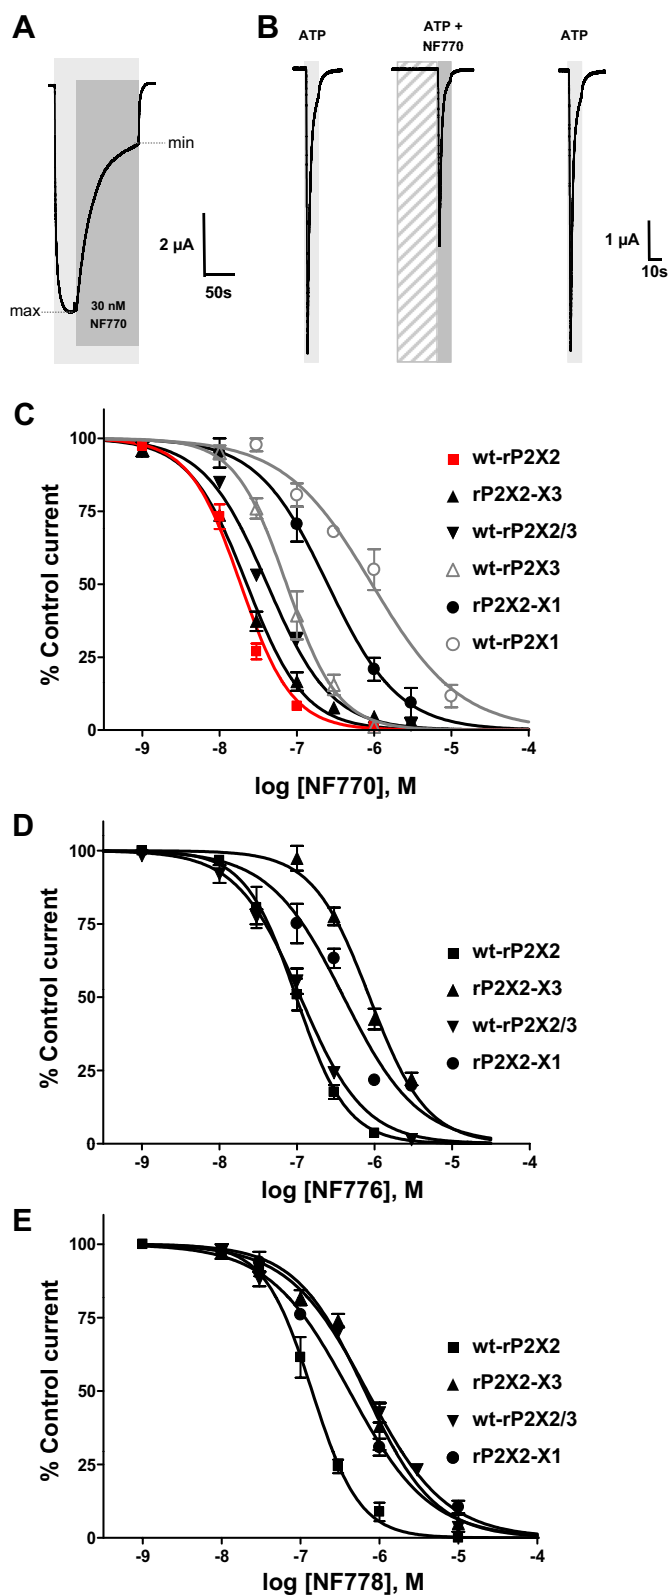 A
B
ATP
ATP +
NF770
ATP
min
max
30 nM
NF770
2 µA
50s
1 µA
10s
C
% Control current
100
75
50
25
0
-9
-8
-7
-6
-5
-4
log [NF770], M
wt-rP2X2
rP2X2-X3
wt-rP2X2/3
wt-rP2X3
rP2X2-X1
wt-rP2X1
D
% Control current
100
75
50
25
0
-9
-8
-7
-6
-5
-4
log [NF776], M
wt-rP2X2
rP2X2-X3
wt-rP2X2/3
rP2X2-X1
E
% Control current
100
75
50
25
0
-9
-8
-7
-6
-5
-4
log [NF778], M
wt-rP2X2
rP2X2-X3
wt-rP2X2/3
rP2X2-X1